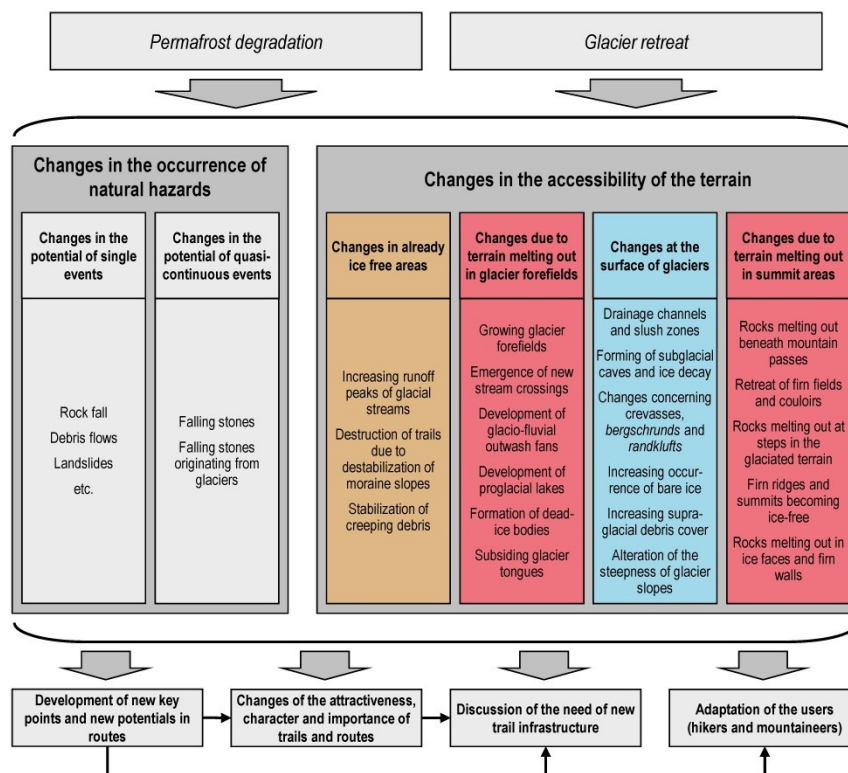 Permafrost degradation
Glacier retreat
Changes in the occurrence of
natural hazards
Changes in the accessibility of the terrain
Changes in the
potential of single
events
Changes in the
potential of quasi-
continuous events
Changes in already
ice free areas
Changes due to
terrain melting out
in glacier forefields
Changes at the
surface of glaciers
Changes due to
terrain melting out
in summit areas
Rock fall
Debris flows
Landslides
etc.
Falling stones
Falling stones
originating from
glaciers
Increasing runoff
peaks of glacial
streams
Destruction of trails
due to
destabilization of
moraine slopes
Stabilization of
creeping debris
Growing glacier
forefields
Emergence of new
stream crossings
Development of
glacio-fluvial
outwash fans
Development of
proglacial lakes
Formation of dead-
ice bodies
Subsiding glacier
tongues
Drainage channels
and slush zones
Forming of subglacial
caves and ice decay
Changes concerning
crevasses,
bergschrunds and
randklufts
Increasing occur-
rence of bare ice
Increasing supra-
glacial debris cover
Alteration of the
steepness of glacier
slopes
Rocks melting out
beneath mountain
passes
Retreat of firn fields
and couloirs
Rocks melting out at
steps in the
glaciated terrain
Firn ridges and
summits becoming
ice-free
Rocks melting out in
ice faces and firn
walls
Development of new key
points and new potentials in
routes
Changes of the attractiveness,
character and importance of
trails and routes
Discussion of the need of new
trail infrastructure
Adaptation of the users
(hikers and mountaineers)